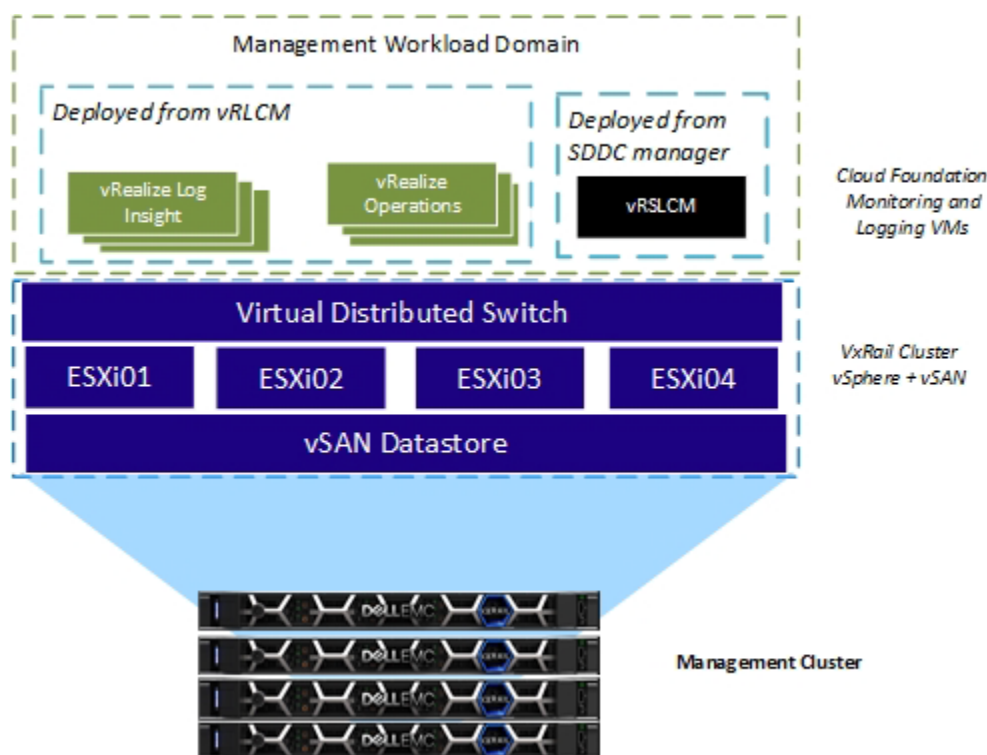 Management Workload Domain
Deployed from vRLCM
Deployed from
SDDC manager
vRealize Log
Insight
vRealize
Operations
vRSLCM
Cloud Foundation
Monitoring and
Logging VMs
Virtual Distributed Switch
ESXi01
ESXi02
ESXi03
ESXi04
VxRail Cluster
vSphere + vSAN
vSAN Datastore
DELLEMC
DELLEMC
Management Cluster
DELLEMC
DELLEMC